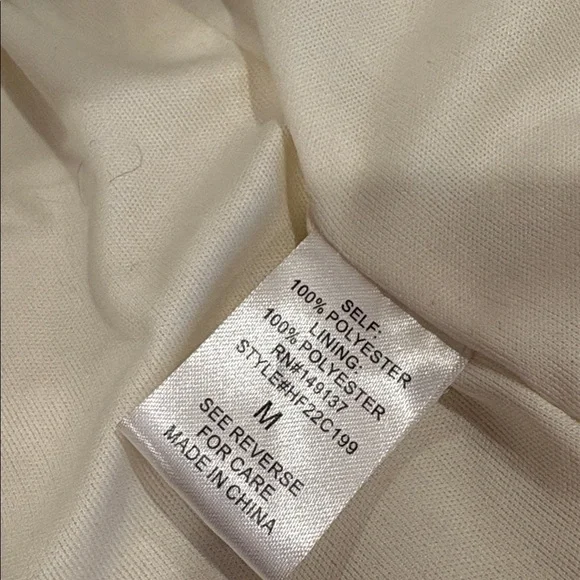 SELF:
100% POLYESTER
LINING:
100% POLYESTER
RN#149137
STYLE#HF22C199
M
SEE REVERSE
FOR CARE
MADE IN CHINA